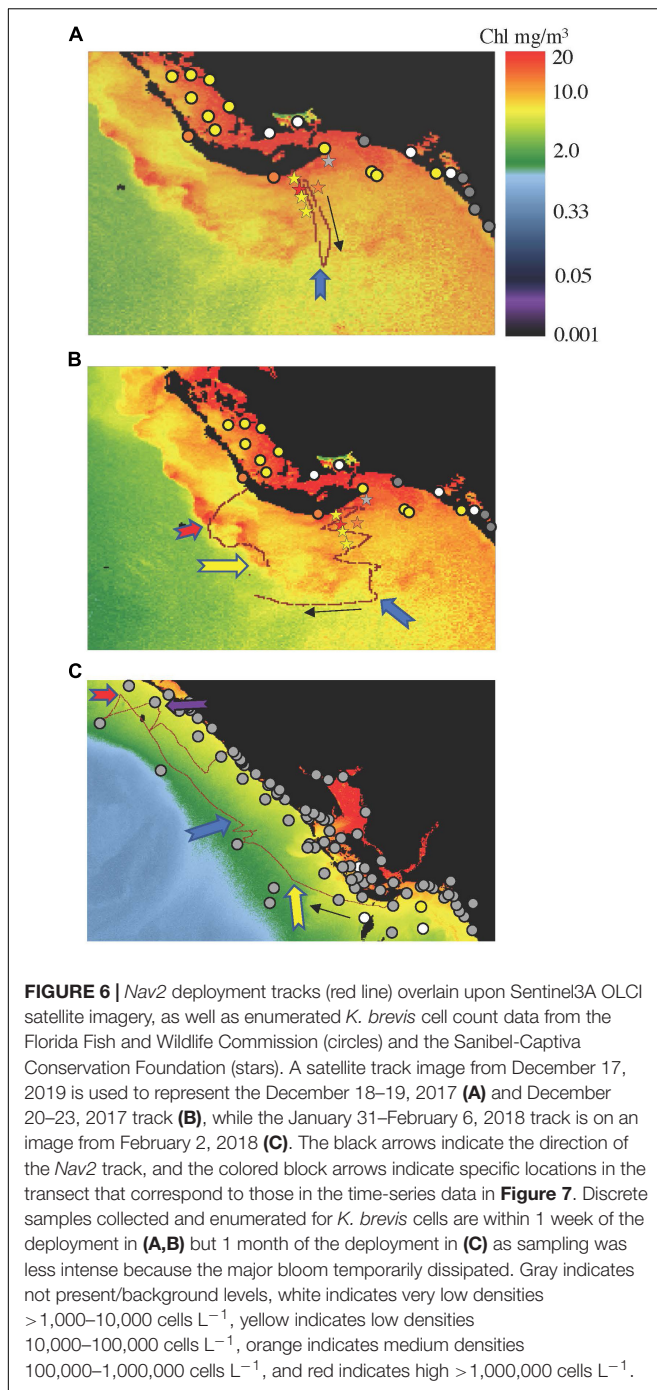 A
Chl mg/m³
20
10.0
2.0
0.33
0.05
0.001
B
C
FIGURE 6 | Nav2 deployment tracks (red line) overlain upon Sentinel3A OLCI
satellite imagery, as well as enumerated K. brevis cell count data from the
Florida Fish and Wildlife Commission (circles) and the Sanibel-Captiva
Conservation Foundation (stars). A satellite track image from December 17,
2019 is used to represent the December 18–19, 2017 (A) and December
20–23, 2017 track (B), while the January 31–February 6, 2018 track is on an
image from February 2, 2018 (C). The black arrows indicate the direction of
the Nav2 track, and the colored block arrows indicate specific locations in the
transect that correspond to those in the time-series data in Figure 7. Discrete
samples collected and enumerated for K. brevis cells are within 1 week of the
deployment in (A,B) but 1 month of the deployment in (C) as sampling was
less intense because the major bloom temporarily dissipated. Gray indicates
not present/background levels, white indicates very low densities
>1,000–10,000 cells L⁻¹, yellow indicates low densities
10,000–100,000 cells L⁻¹, orange indicates medium densities
100,000–1,000,000 cells L⁻¹, and red indicates high >1,000,000 cells L⁻¹.